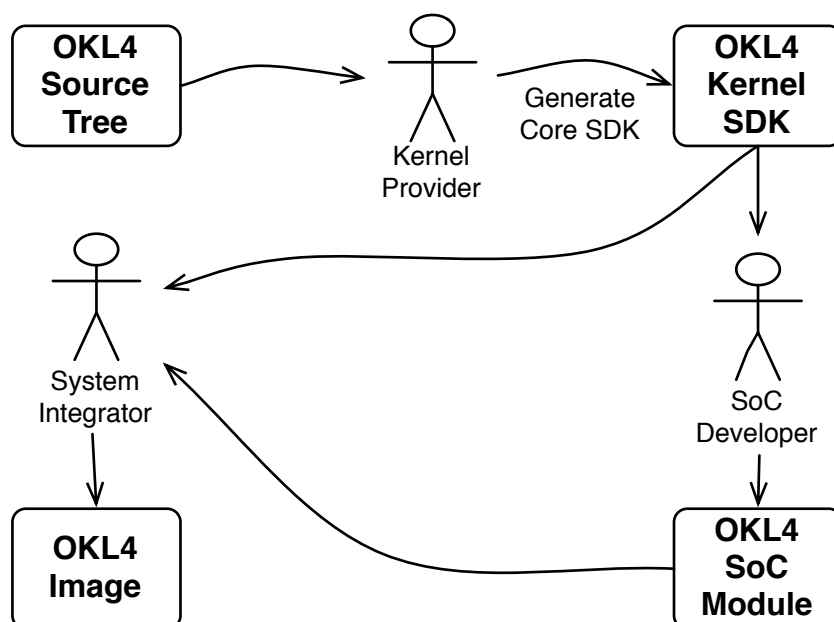 OKL4
Source
Tree
Kernel
Provider
Generate
Core SDK
OKL4
Kernel
SDK
System
Integrator
SoC
Developer
OKL4
Image
OKL4
SoC
Module